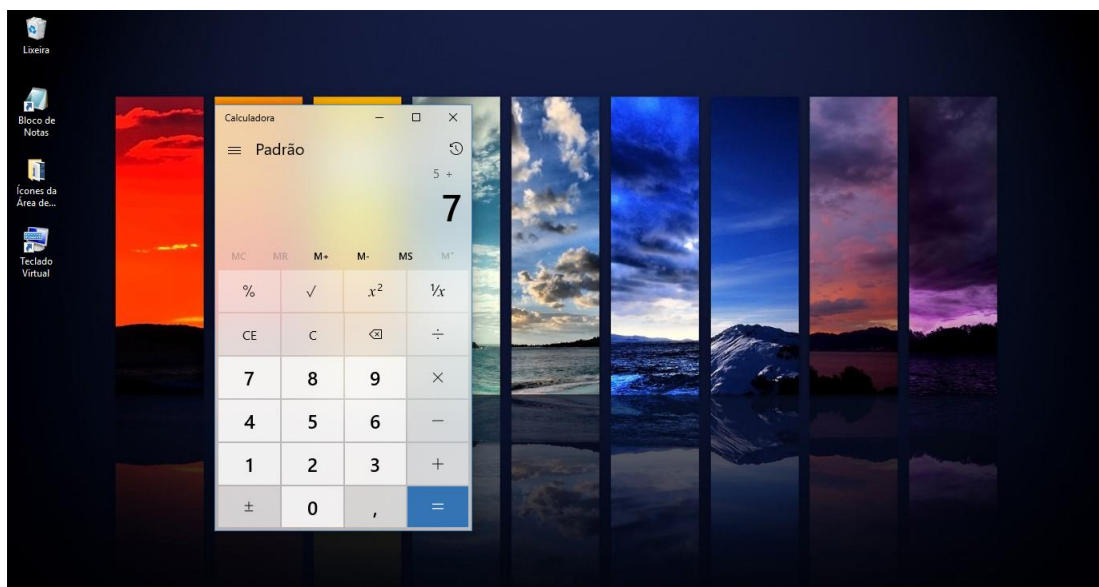 Lixeira
Bloco de
Notas
Ícones da
Área de...
Teclado
Virtual
Calculadora
Padrão
5 +
7
MC MR M+ M- MS M˅
% √ x² ¹/x
CE C ÷
7 8 9 ×
4 5 6 −
1 2 3 +
± 0 , =